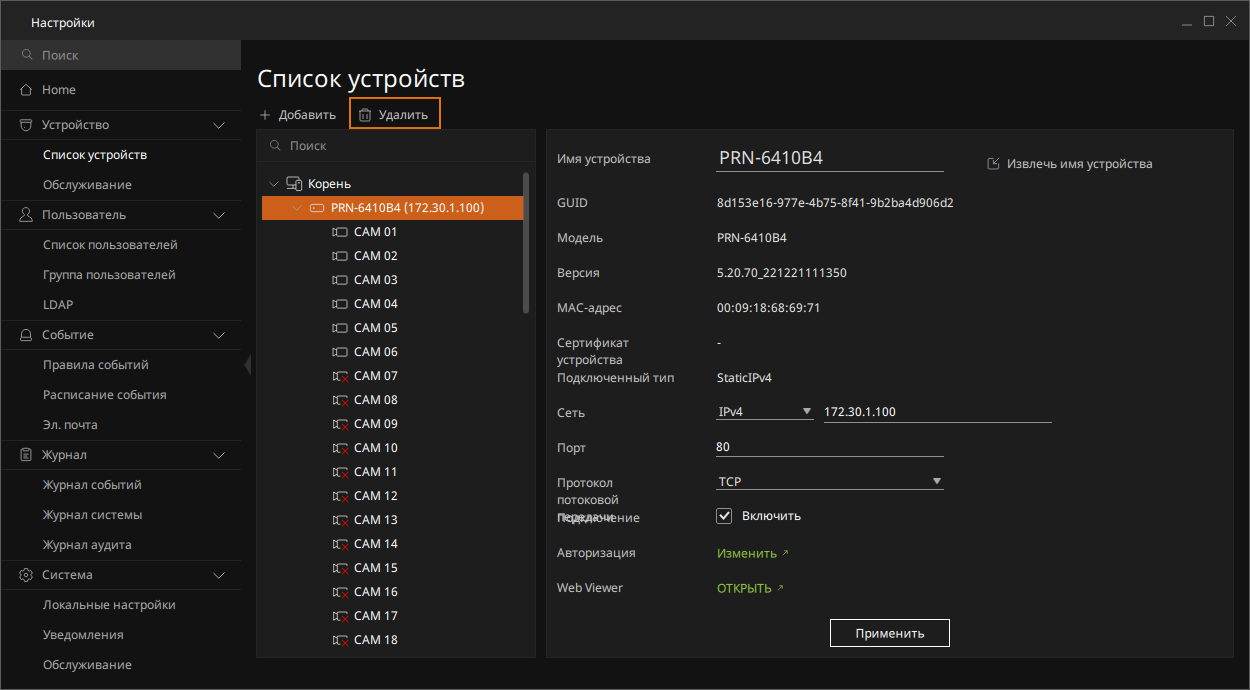 Настройки
Поиск
Home
Устройство
Список устройств
Обслуживание
Пользователь
Список пользователей
Группа пользователей
LDAP
Событие
Правила событий
Расписание события
Эл. почта
Журнал
Журнал событий
Журнал системы
Журнал аудита
Система
Локальные настройки
Уведомления
Обслуживание
Список устройств
Добавить
Удалить
Поиск
Корень
PRN-6410B4 (172.30.1.100)
CAM 01
CAM 02
CAM 03
CAM 04
CAM 05
CAM 06
CAM 07
CAM 08
CAM 09
CAM 10
CAM 11
CAM 12
CAM 13
CAM 14
CAM 15
CAM 16
CAM 17
CAM 18
Имя устройства PRN-6410B4 Извлечь имя устройства
GUID 8d153e16-977e-4b75-8f41-9b2ba4d906d2
Модель PRN-6410B4
Версия 5.20.70_221221111350
MAC-адрес 00:09:18:68:69:71
Сертификат -
устройства
Подключенный тип StaticIPv4
Сеть IPv4 172.30.1.100
Порт 80
Протокол TCP
потоковой
передачи
Подключение Включить
Авторизация Изменить
Web Viewer ОТКРЫТЬ
Применить